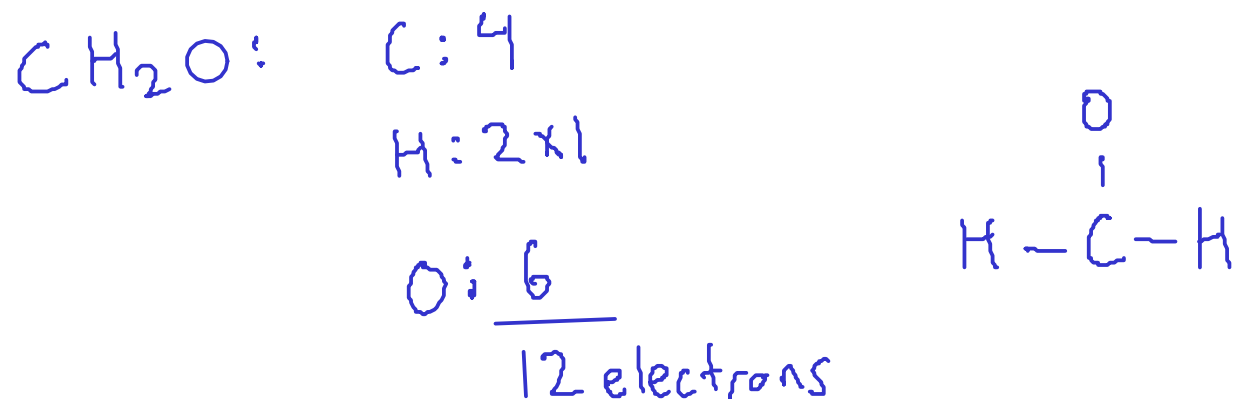 CH₂O:
C: 4
H: 2x1
O: 6
12 electrons
O
H - C - H